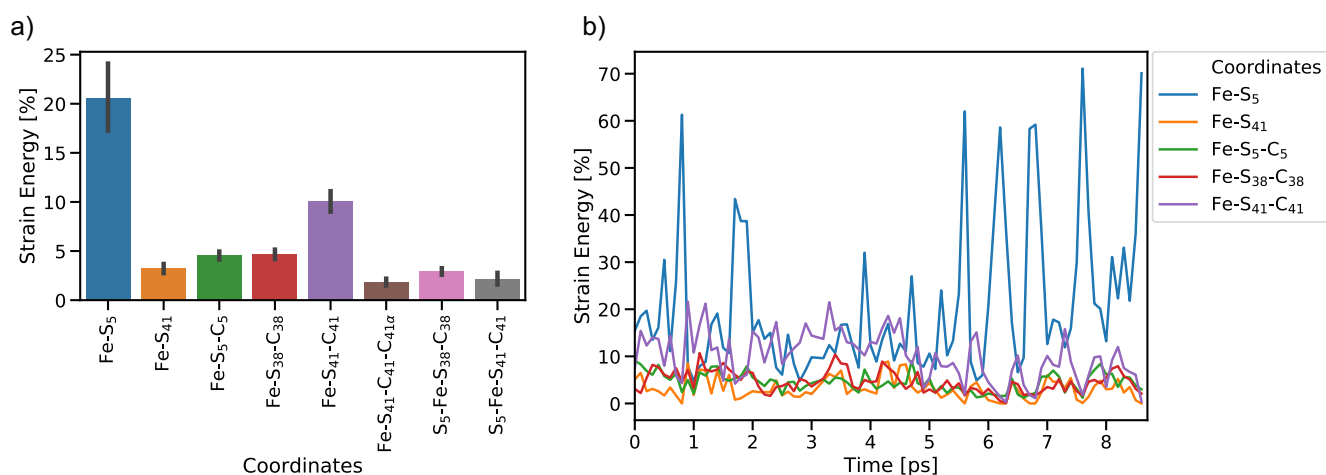 a)
25
20
15
10
5
0
Strain Energy [%]
Fe-S₅
Fe-S₄₁
Fe-S₅-C₅
Fe-S₃₈-C₃₈
Fe-S₄₁-C₄₁
Fe-S₄₁-C₄₁-C₄₁α
S₅-Fe-S₃₈-C₃₈
S₅-Fe-S₄₁-C₄₁
Coordinates
b)
70
60
50
40
30
20
10
0
Strain Energy [%]
0 1 2 3 4 5 6 7 8
Time [ps]
Coordinates
Fe-S₅
Fe-S₄₁
Fe-S₅-C₅
Fe-S₃₈-C₃₈
Fe-S₄₁-C₄₁